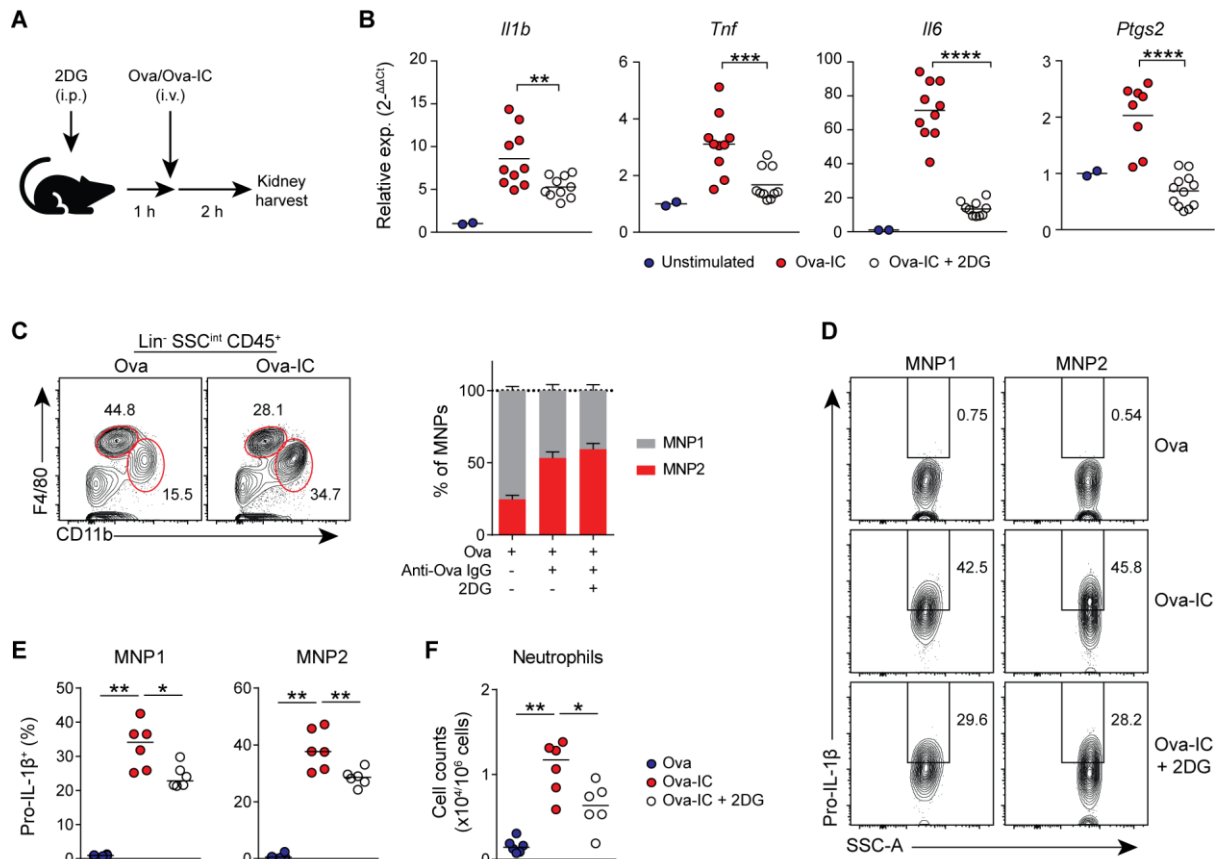 A
2DG
(i.p.)
Ova/Ova-IC
(i.v.)
1 h
2 h
Kidney
harvest
B
Relative exp. (2-ΔΔCt)
Il1b
**
20
15
10
5
0
Tnf
***
6
4
2
0
Il6
****
100
80
60
40
20
0
Ptgs2
****
3
2
1
0
Unstimulated
Ova-IC
Ova-IC + 2DG
C
Lin- SSCint CD45+
Ova
Ova-IC
44.8
15.5
28.1
34.7
F4/80
CD11b
% of MNPs
100
50
0
MNP1
MNP2
Ova + + +
Anti-Ova IgG - + +
2DG - - +
D
MNP1
MNP2
0.75
0.54
Ova
42.5
45.8
Ova-IC
29.6
28.2
Ova-IC
+ 2DG
Pro-IL-1β
SSC-A
E
Pro-IL-1β+ (%)
MNP1
** *
50
40
30
20
10
0
MNP2
** **
60
40
20
0
F
Neutrophils
Cell counts
(x10⁴/10⁶ cells)
** *
2
1
0
Ova
Ova-IC
Ova-IC + 2DG